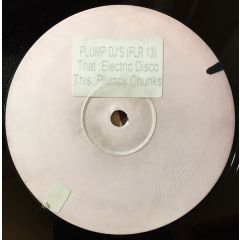 PLUMP DJ'S (FLR 13)
That : Electric Disco
This : Plumpy Chunks